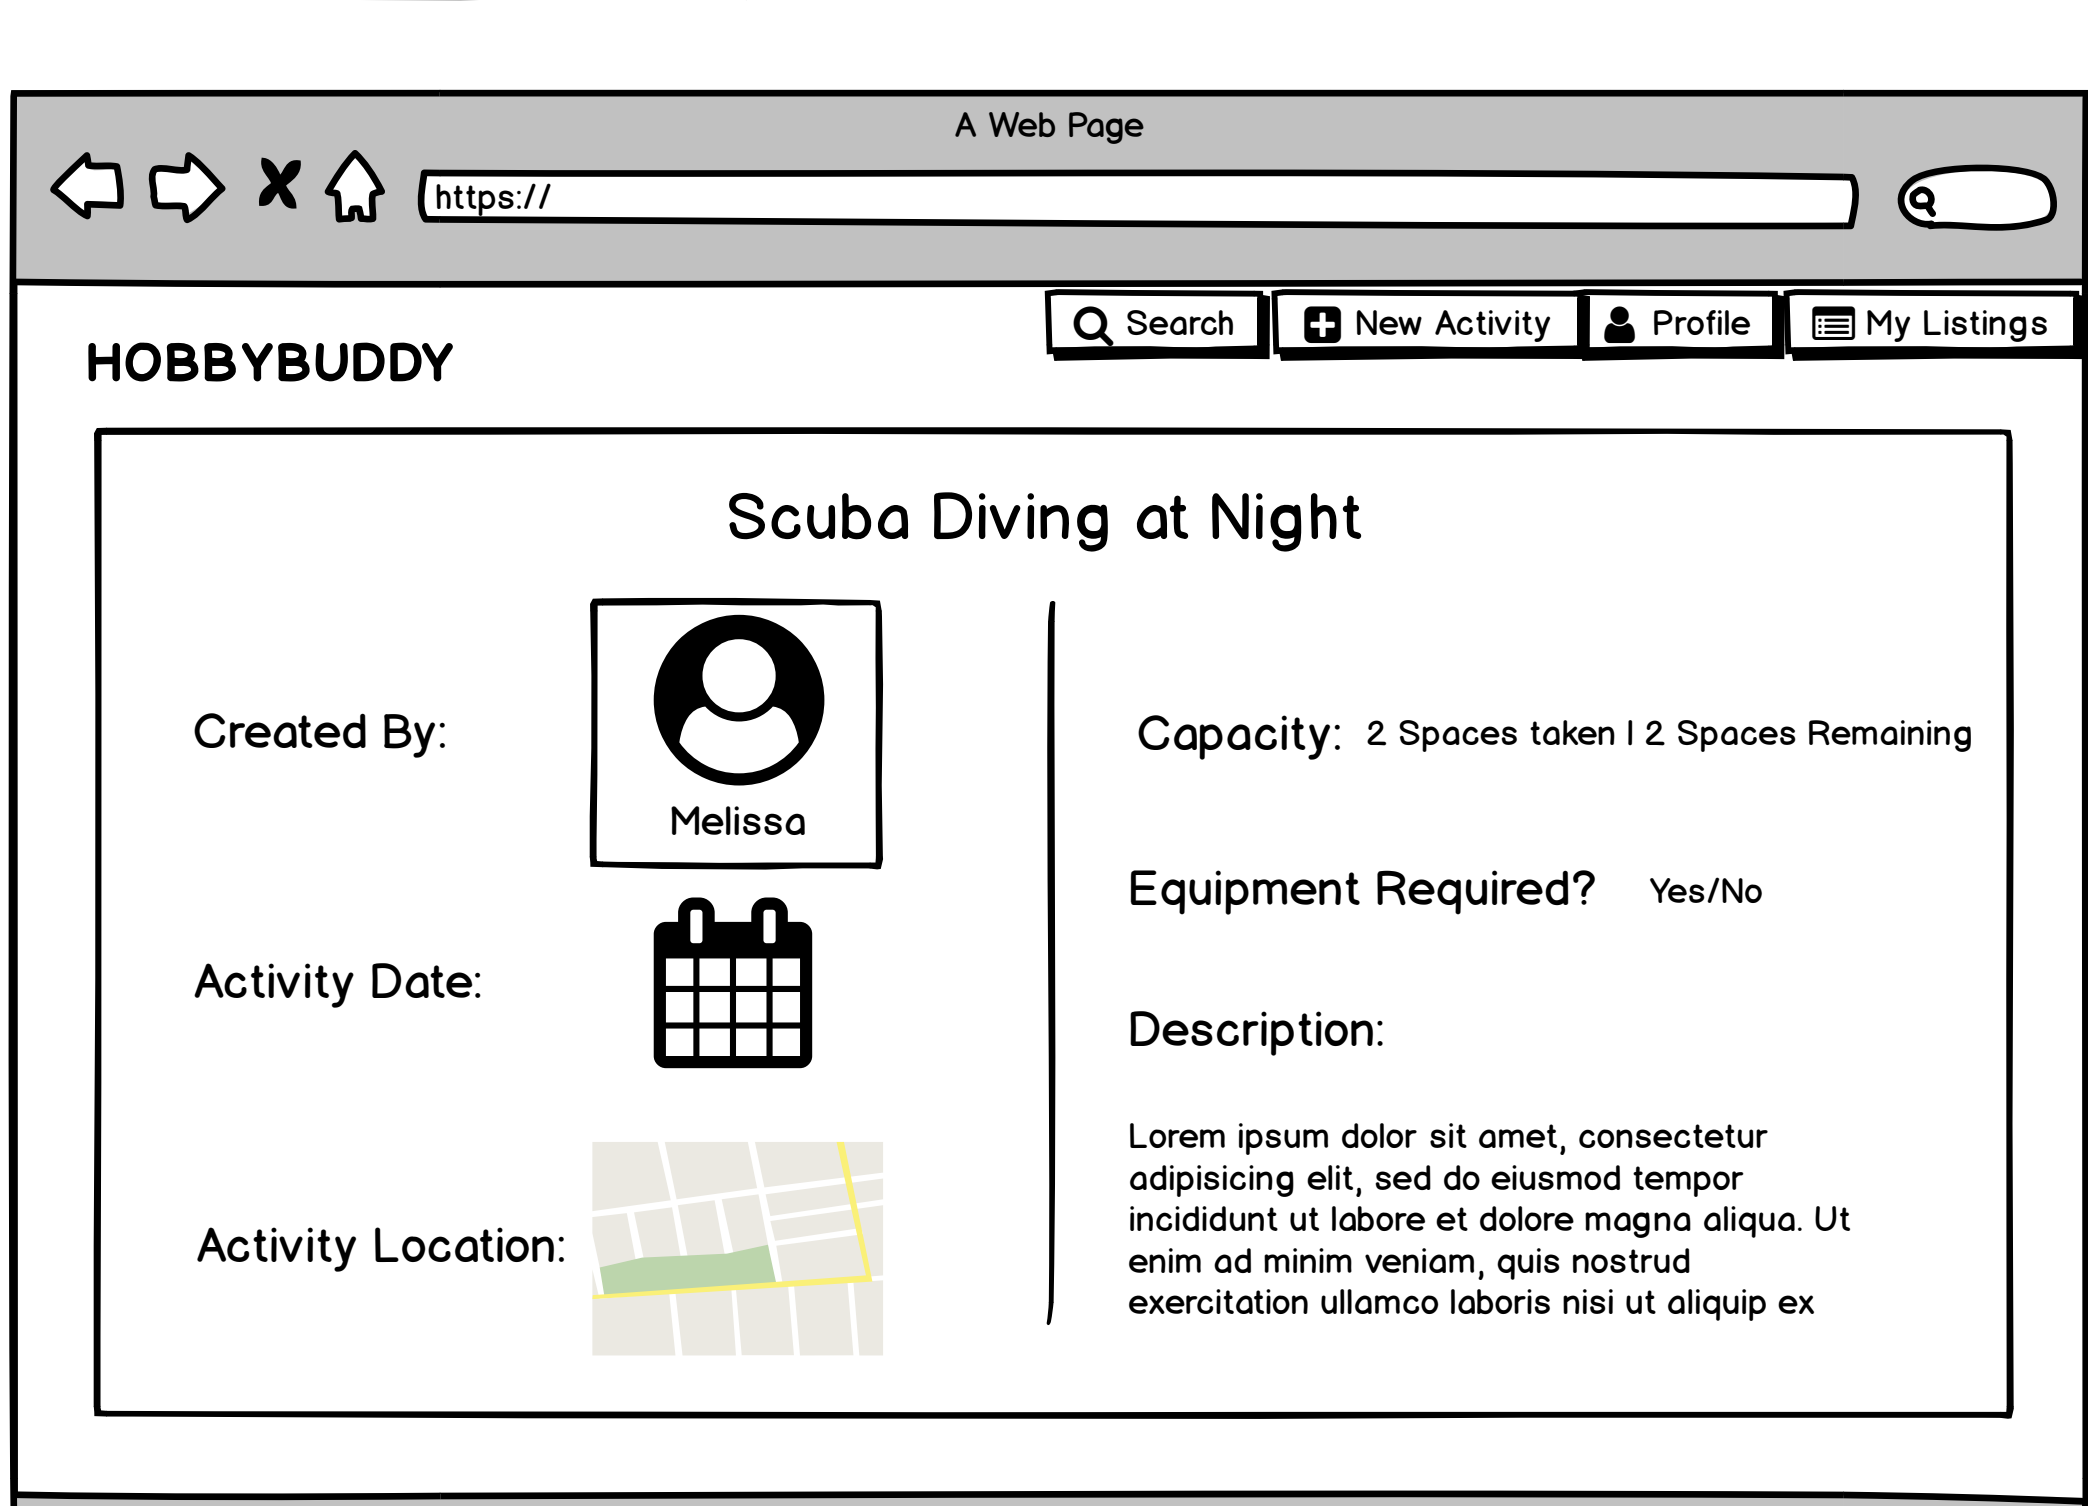 A Web Page
https://
Search
New Activity
Profile
My Listings
HOBBYBUDDY
Scuba Diving at Night
Created By:
Melissa
Activity Date:
Activity Location:
Capacity: 2 Spaces taken | 2 Spaces Remaining
Equipment Required? Yes/No
Description:
Lorem ipsum dolor sit amet, consectetur
adipisicing elit, sed do eiusmod tempor
incididunt ut labore et dolore magna aliqua. Ut
enim ad minim veniam, quis nostrud
exercitation ullamco laboris nisi ut aliquip ex